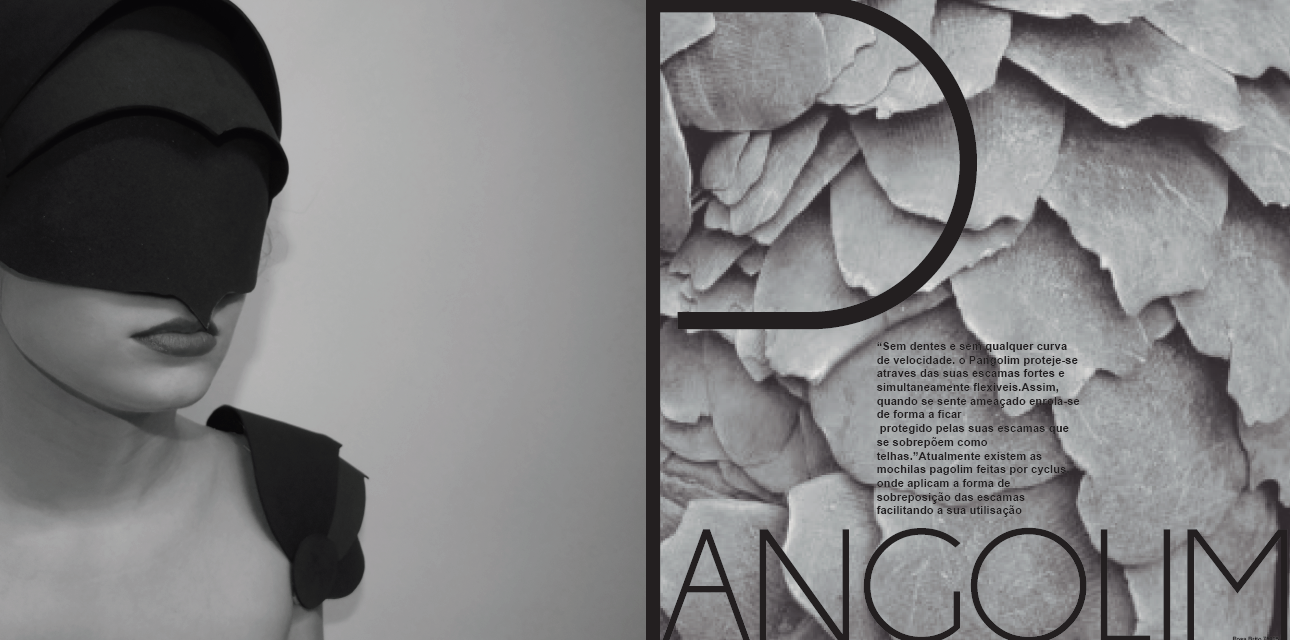 P
“Sem dentes e sem qualquer curva
de velocidade. o Pangolim proteje-se
atraves das suas escamas fortes e
simultaneamente flexiveis.Assim,
quando se sente ameaçado enrola-se
de forma a ficar
protegido pelas suas escamas que
se sobrepõem como
telhas.”Atualmente existem as
mochilas pagolim feitas por cyclus
onde aplicam a forma de
sobreposição das escamas
facilitando a sua utilisação
ANGOLIM